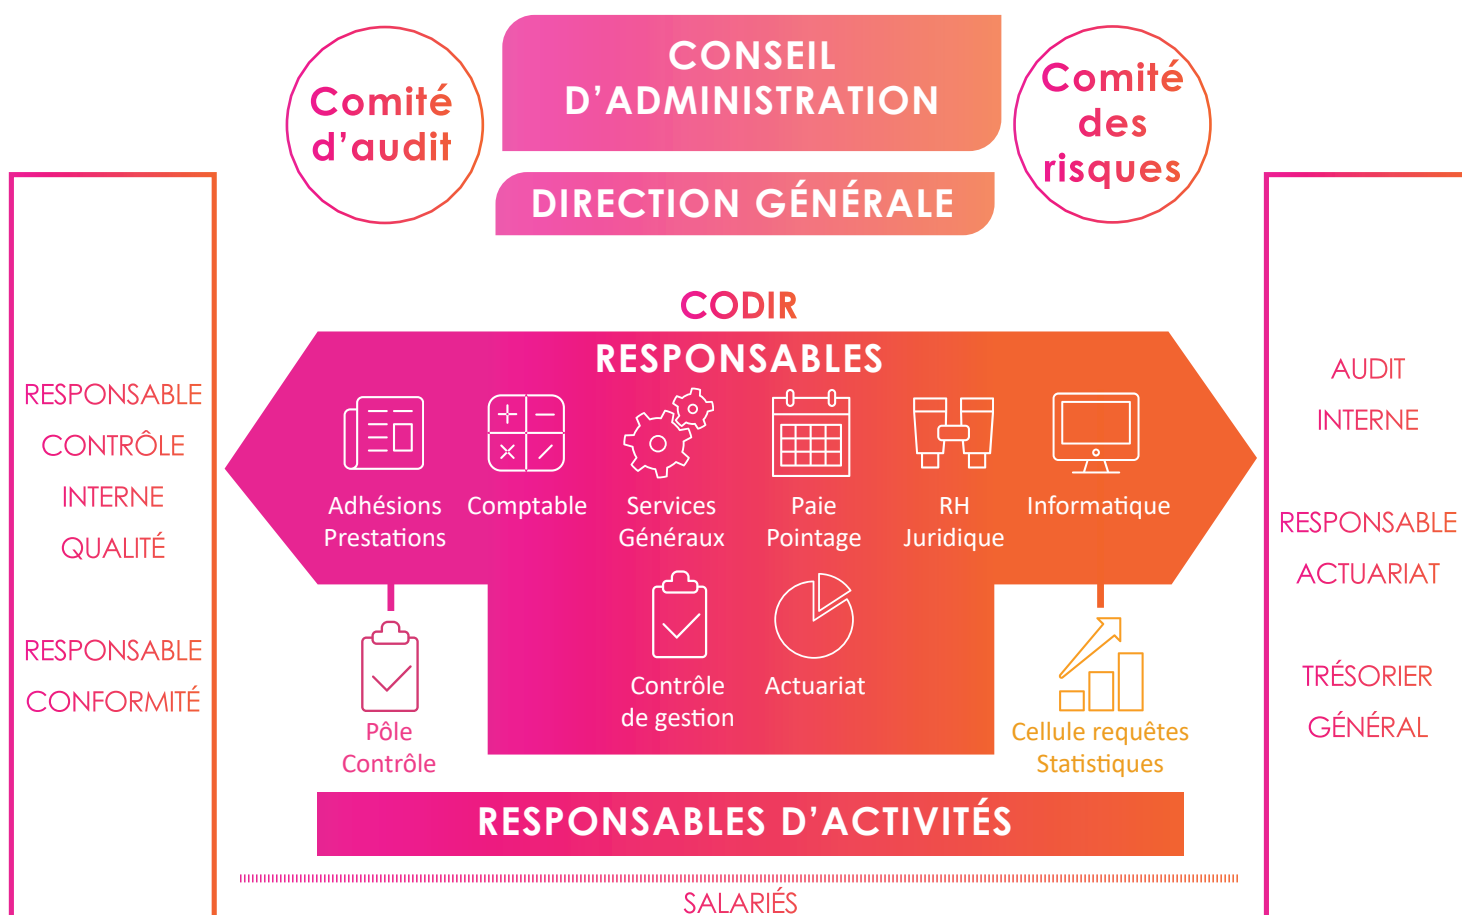 Comité
d'audit
CONSEIL
D'ADMINISTRATION
Comité
des
risques
DIRECTION GÉNÉRALE
RESPONSABLE
CONTRÔLE
INTERNE
QUALITÉ
RESPONSABLE
CONFORMITÉ
CODIR
RESPONSABLES
Adhésions
Prestations
Comptable
Services
Généraux
Paie
Pointage
RH
Juridique
Informatique
Contrôle
de gestion
Actuariat
Pôle
Contrôle
Cellule requêtes
Statistiques
RESPONSABLES D'ACTIVITÉS
SALARIÉS
AUDIT
INTERNE
RESPONSABLE
ACTUARIAT
TRÉSORIER
GÉNÉRAL